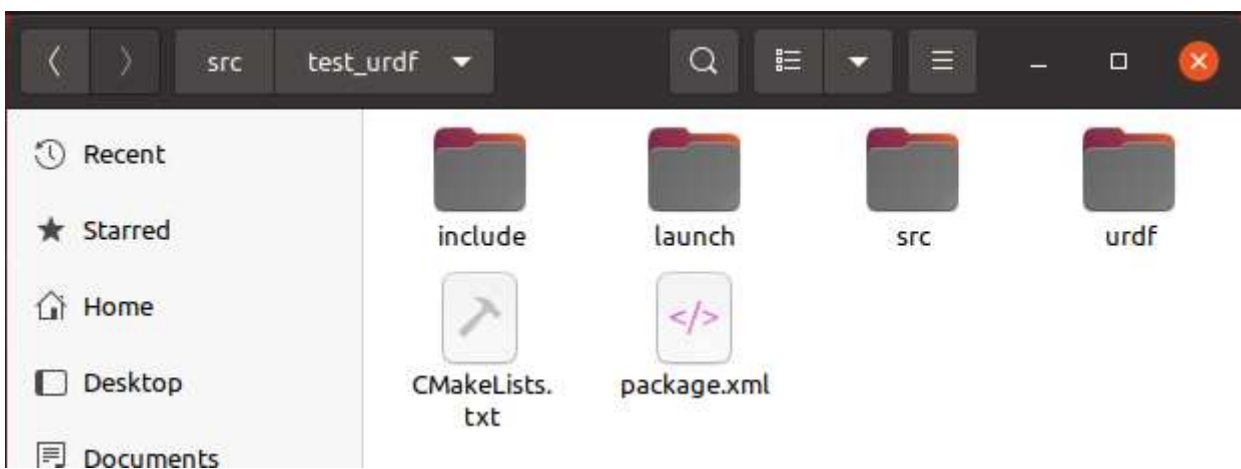 src test_urdf
Recent
Starred
Home
Desktop
Documents
include launch src urdf
</>
CMakeLists. package.xml
txt